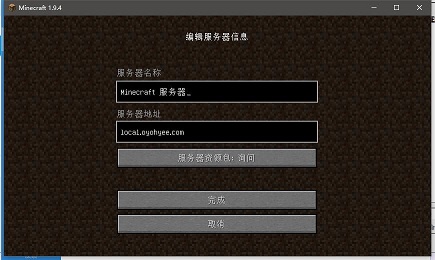 Minecraft 1.9.4
编辑服务器信息
服务器名称
Minecraft 服务器_
服务器地址
local.oyohyee.com
服务器资源包: 询问
完成
取消